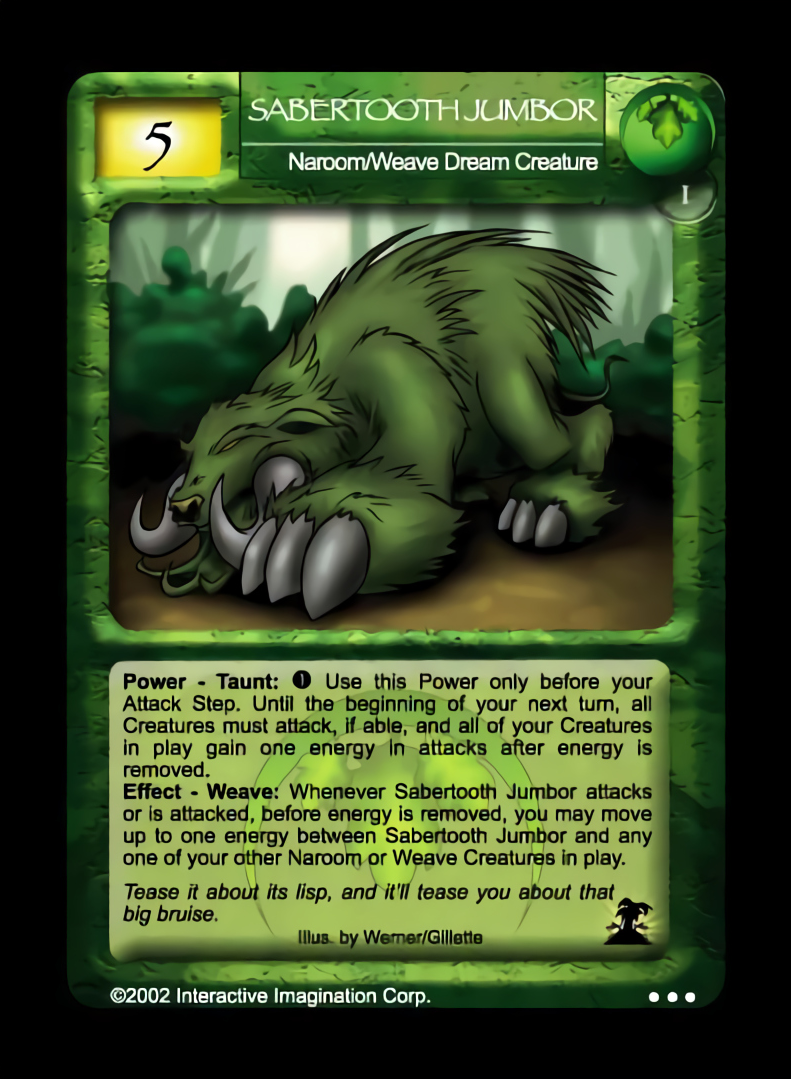 5
SABERTOOTH JUMBOR
Naroom/Weave Dream Creature
I
Power - Taunt: ❶ Use this Power only before your
Attack Step. Until the beginning of your next turn, all
Creatures must attack, if able, and all of your Creatures
in play gain one energy in attacks after energy is
removed.
Effect - Weave: Whenever Sabertooth Jumbor attacks
or is attacked, before energy is removed, you may move
up to one energy between Sabertooth Jumbor and any
one of your other Naroom or Weave Creatures in play.
Tease it about its lisp, and it'll tease you about that
big bruise.
Illus. by Werner/Gillette
©2002 Interactive Imagination Corp.